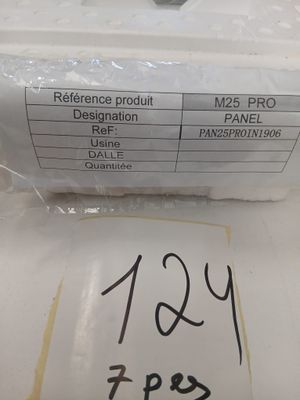 Référence produit M25 PRO
Designation PANEL
ReF: PAN25PROIN1906
Usine
DALLE
Quantitée
124
7 pcs